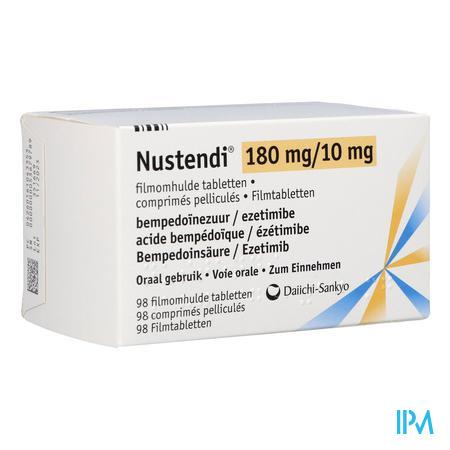 Nustendi® 180 mg/10 mg
filmomhulde tabletten •
comprimés pelliculés • Filmtabletten
bempedoïnezuur / ezetimibe
acide bempédoïque / ézétimibe
Bempedoinsäure / Ezetimib
Oraal gebruik • Voie orale • Zum Einnehmen
98 filmomhulde tabletten
98 comprimés pelliculés
98 Filmtabletten
Daiichi-Sankyo
IPM